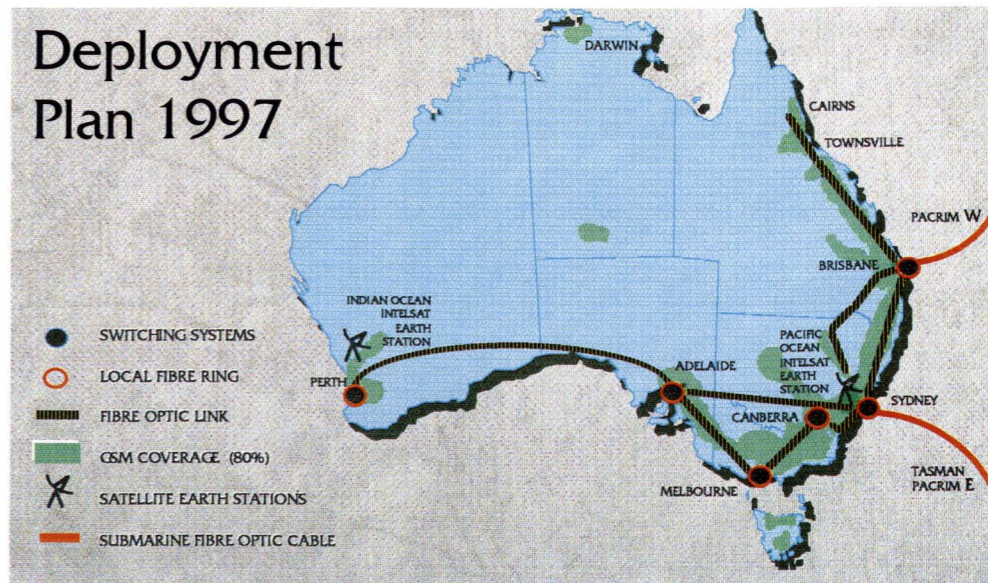 Deployment
Plan 1997
DARWIN
CAIRNS
TOWNSVILLE
PACRIM W
BRISBANE
INDIAN OCEAN
INTELSAT
EARTH
STATION
PACIFIC
OCEAN
INTELSAT
EARTH
STATION
PERTH
ADELAIDE
CANBERRA
SYDNEY
MELBOURNE
TASMAN
PACRIM E
SWITCHING SYSTEMS
LOCAL FIBRE RING
FIBRE OPTIC LINK
GSM COVERAGE (80%)
SATELLITE EARTH STATIONS
SUBMARINE FIBRE OPTIC CABLE